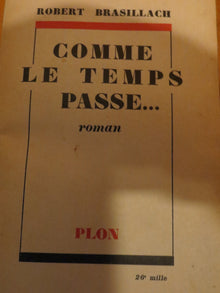 ROBERT BRASILLACH
COMME
LE TEMPS
PASSE...
roman
PLON
26e mille